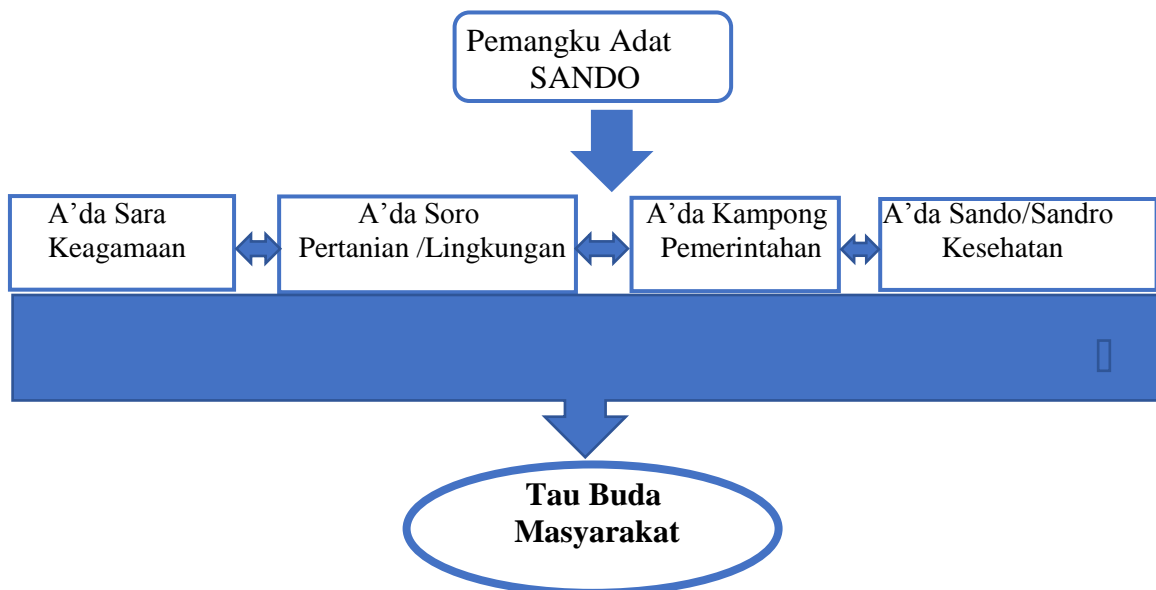 Pemangku Adat
SANDO
A’da Sara
Keagamaan
A’da Soro
Pertanian /Lingkungan
A’da Kampong
Pemerintahan
A’da Sando/Sandro
Kesehatan
Tau Buda
Masyarakat